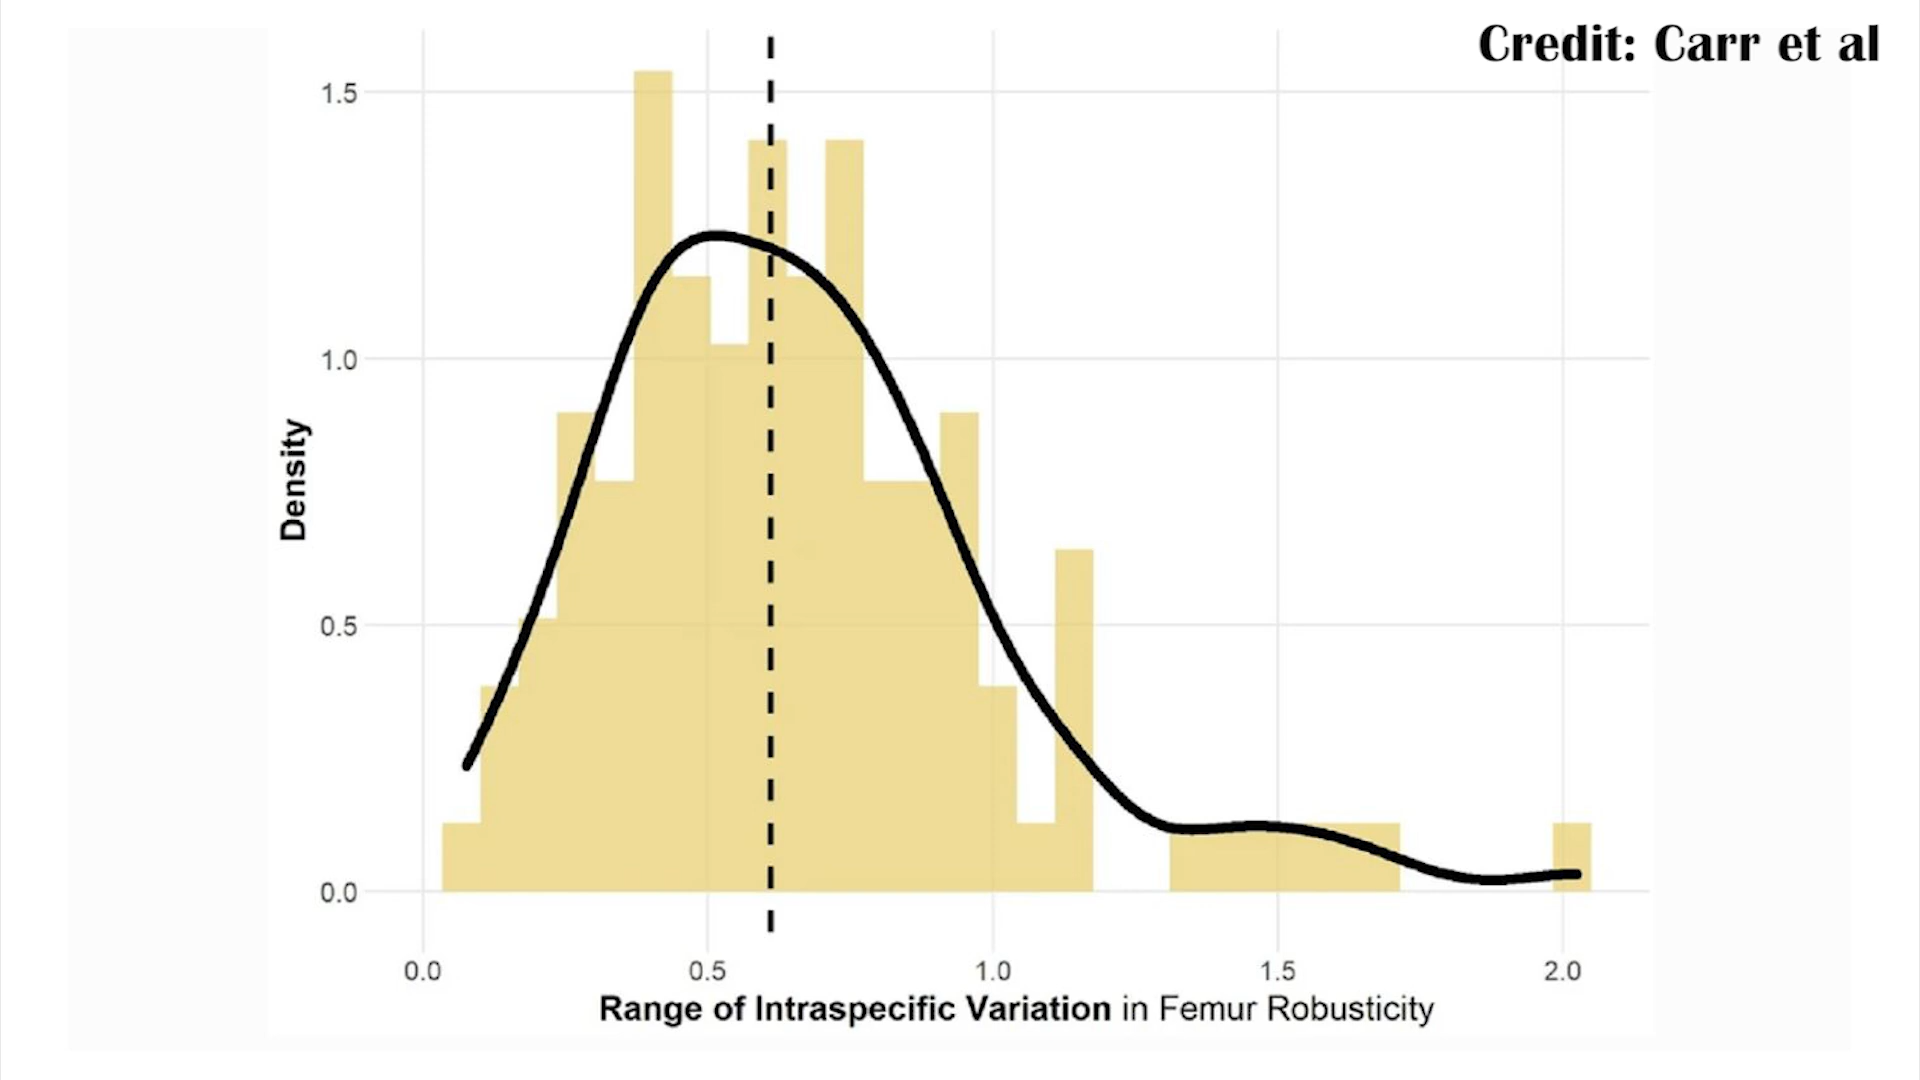 Credit: Carr et al
1.5
1.0
0.5
0.0
Density
0.0 0.5 1.0 1.5 2.0
Range of Intraspecific Variation in Femur Robusticity